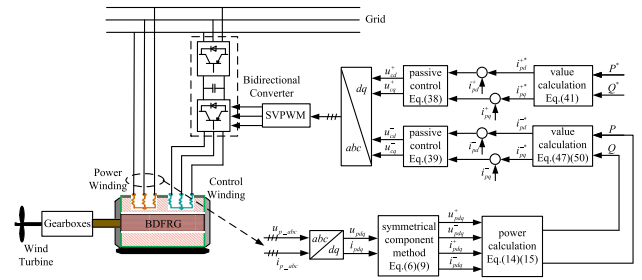 Grid
Bidirectional
Converter
SVPWM
dq
abc
u⁺cd
u⁺cq
passive
control
Eq.(38)
i⁺*pd
i⁺pd
i⁺*pq
i⁺pq
value
calculation
Eq.(41)
P*
Q*
u⁻cd
u⁻cq
passive
control
Eq.(39)
i⁻*pd
i⁻pd
i⁻*pq
i⁻pq
value
calculation
Eq.(47)(50)
P
Q
Power
Winding
Control
Winding
BDFRG
Gearboxes
Wind
Turbine
up_abc
ip_abc
abc
dq
updq
ipdq
symmetrical
component
method
Eq.(6)(9)
u⁺pdq
u⁻pdq
i⁺pdq
i⁻pdq
power
calculation
Eq.(14)(15)